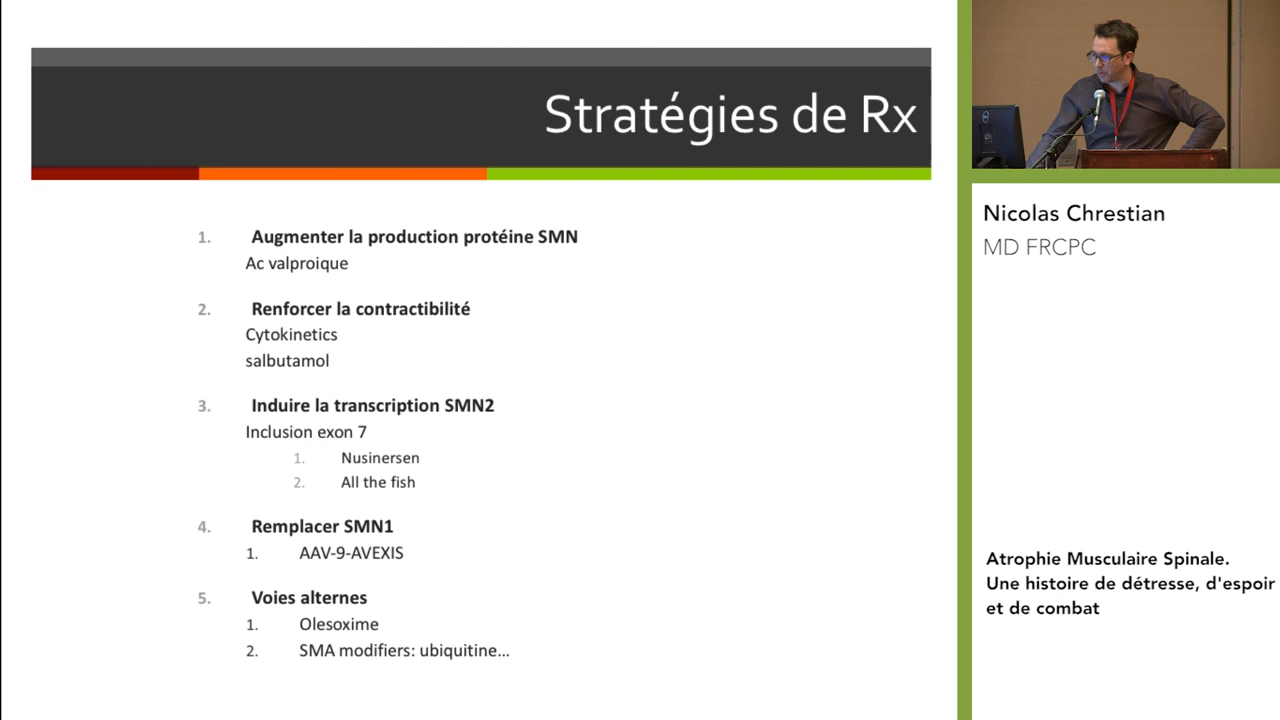 Stratégies de Rx
1. Augmenter la production protéine SMN
Ac valproique
2. Renforcer la contractibilité
Cytokinetics
salbutamol
3. Induire la transcription SMN2
Inclusion exon 7
1. Nusinersen
2. All the fish
4. Remplacer SMN1
1. AAV-9-AVEXIS
5. Voies alternes
1. Olesoxime
2. SMA modifiers: ubiquitine...
Nicolas Chrestian
MD FRCPC
Atrophie Musculaire Spinale.
Une histoire de détresse, d'espoir
et de combat